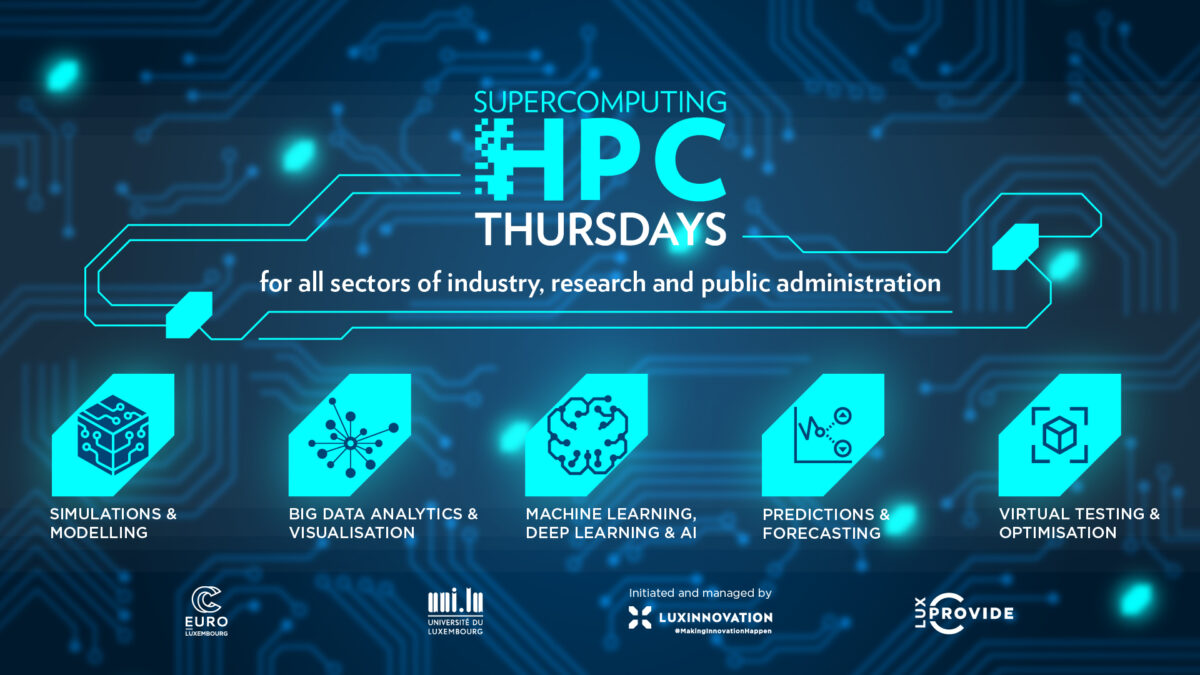 SUPERCOMPUTING
HPC
THURSDAYS
for all sectors of industry, research and public administration
SIMULATIONS &
MODELLING
BIG DATA ANALYTICS &
VISUALISATION
MACHINE LEARNING,
DEEP LEARNING & AI
PREDICTIONS &
FORECASTING
VIRTUAL TESTING &
OPTIMISATION
EURO
LUXEMBOURG
uni.lu
UNIVERSITÉ DU
LUXEMBOURG
Initiated and managed by
LUXINNOVATION
#MakingInnovationHappen
LUX
PROVIDE